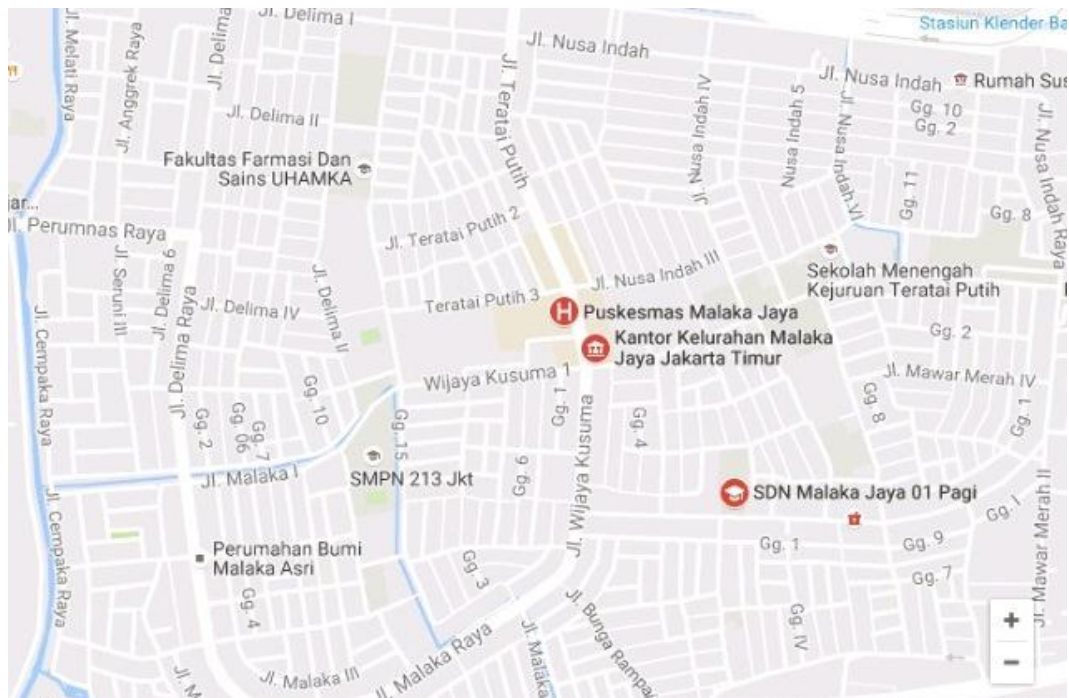 Jl. Delima I
Stasiun Klender Ba
Jl. Nusa Indah
Jl. Melati Raya
Jl. Anggrek Raya
Jl. Delima
Jl. Teratai Putih
Jl. Nusa Indah IV
Nusa Indah 5
Jl. Nusa Indah VI
Jl. Nusa Indah
Rumah Sus
Gg. 10
Gg. 2
Jl. Nusa Indah Raya
Jl. Delima II
Fakultas Farmasi Dan
Sains UHAMKA
Gg. 11
Gg. 8
jar...
Jl. Perumnas Raya
Jl. Teratai Putih 2
Jl. Seruni III
Jl. Delima 6
Jl. Delima II
Jl. Nusa Indah III
Sekolah Menengah
Kejuruan Teratai Putih
Teratai Putih 3
Jl. Delima IV
Puskesmas Malaka Jaya
Kantor Kelurahan Malaka
Jaya Jakarta Timur
Gg. 2
Jl. Cempaka Raya
Jl. Delima Raya
Wijaya Kusuma 1
Jl. Mawar Merah IV
Gg. 2
Gg. 06
Gg. 7
Gg. 10
Gg. 15
Gg. 1
Gg. 4
Gg. 8
Gg. 1
Jl. Wijaya Kusuma
Gg. 6
Jl. Malaka I
SMPN 213 Jkt
SDN Malaka Jaya 01 Pagi
Gg. I
Jl. Mawar Merah II
Perumahan Bumi
Malaka Asri
Gg. 1
Gg. 9
Gg. 7
Jl. Cempaka Raya
Gg. 4
Gg. 3
Jl. Bunga Rampai
Gg. IV
Jl. Malaka III
Jl. Malaka Raya
Jl. Malaka
Jl. M
+
−